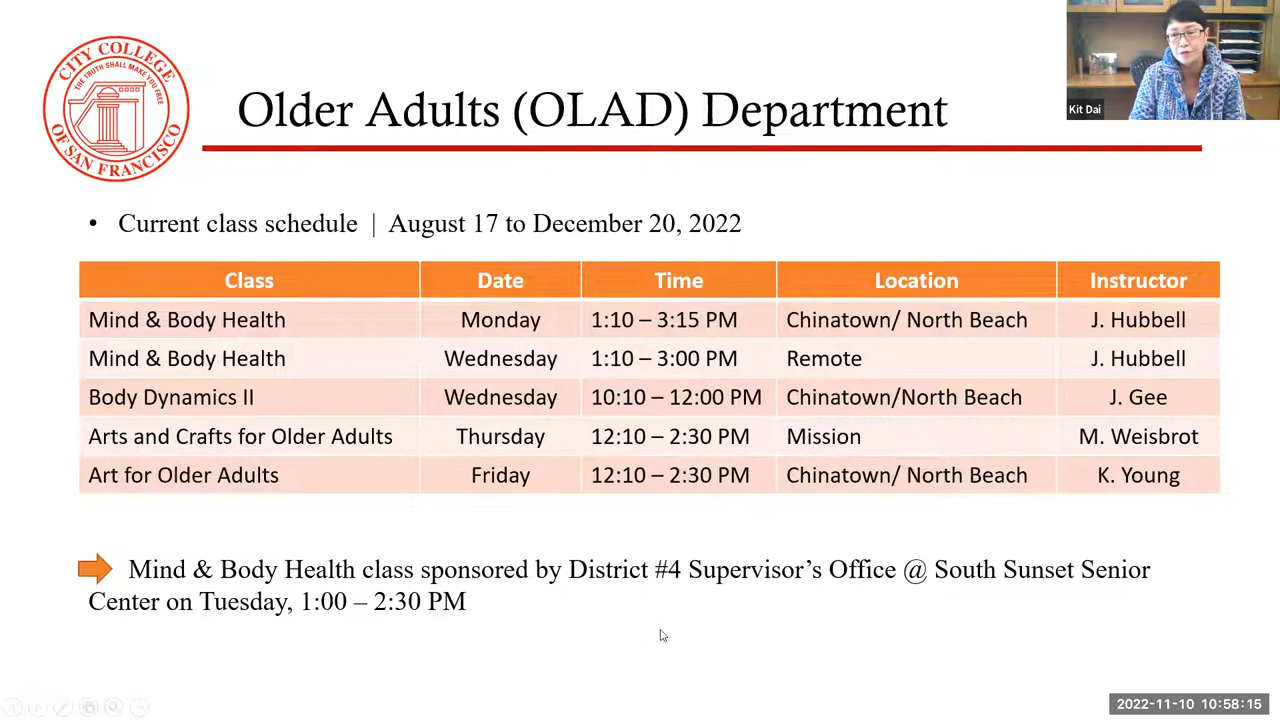 CITY COLLEGE
THE TRUTH SHALL MAKE YOU FREE
OF SAN FRANCISCO
Older Adults (OLAD) Department
Kit Dai
• Current class schedule | August 17 to December 20, 2022
Class Date Time Location Instructor
Mind & Body Health Monday 1:10 – 3:15 PM Chinatown/ North Beach J. Hubbell
Mind & Body Health Wednesday 1:10 – 3:00 PM Remote J. Hubbell
Body Dynamics II Wednesday 10:10 – 12:00 PM Chinatown/North Beach J. Gee
Arts and Crafts for Older Adults Thursday 12:10 – 2:30 PM Mission M. Weisbrot
Art for Older Adults Friday 12:10 – 2:30 PM Chinatown/ North Beach K. Young
Mind & Body Health class sponsored by District #4 Supervisor’s Office @ South Sunset Senior
Center on Tuesday, 1:00 – 2:30 PM
2022-11-10 10:58:15